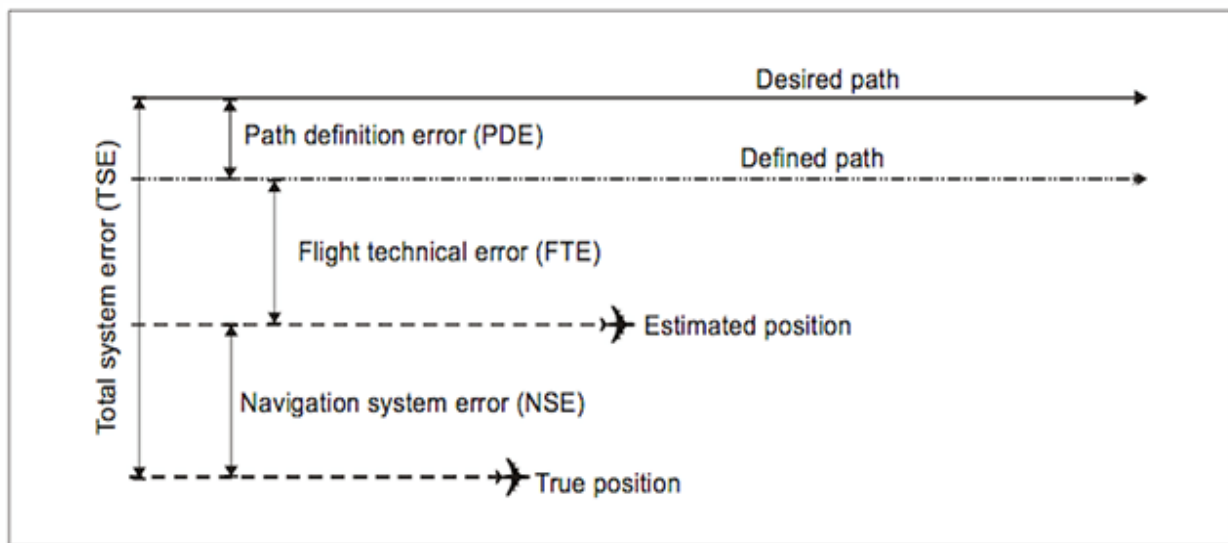 Desired path
Path definition error (PDE)
Defined path
Total system error (TSE)
Flight technical error (FTE)
Estimated position
Navigation system error (NSE)
True position